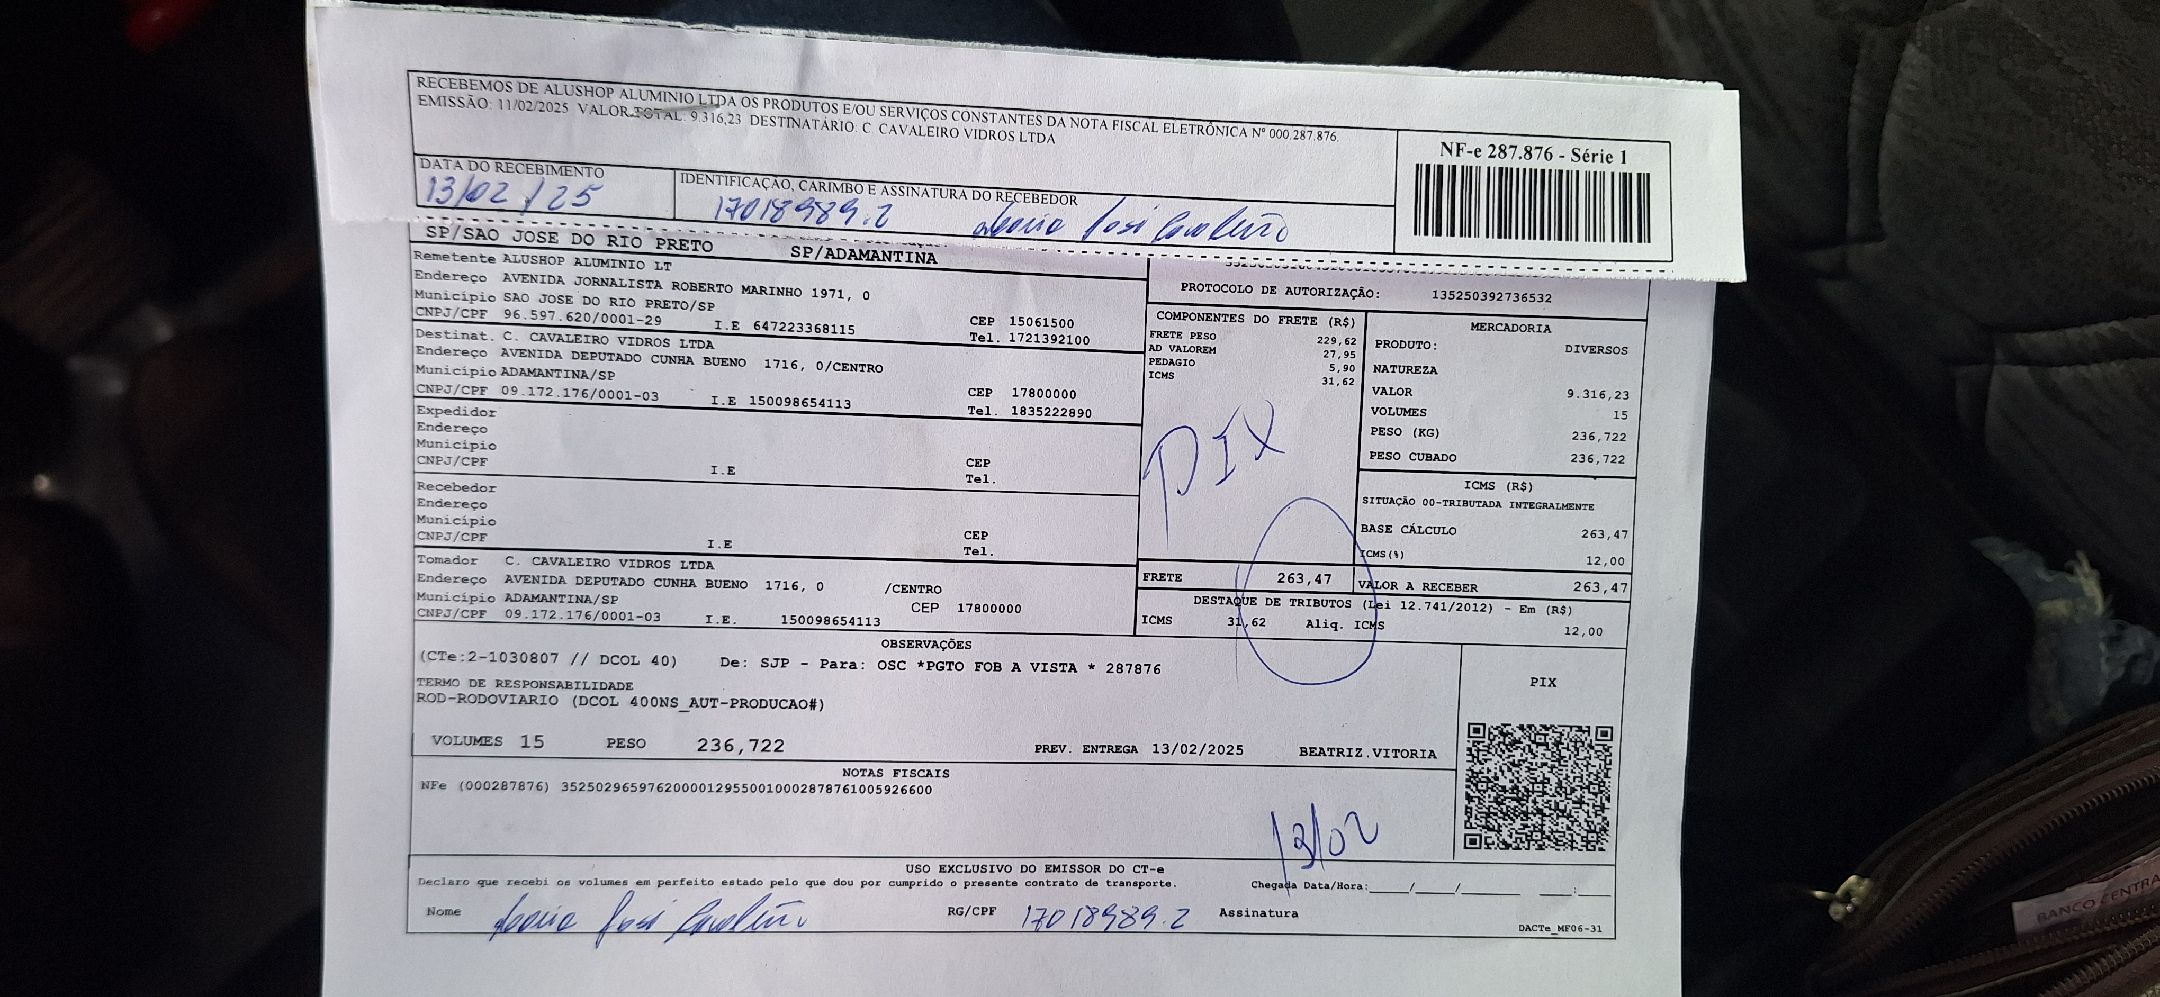 RECEBEMOS DE ALUSHOP ALUMINIO LTDA OS PRODUTOS E/OU SERVIÇOS CONSTANTES DA NOTA FISCAL ELETRÔNICA Nº 000.287.876.
EMISSÃO: 11/02/2025 VALOR TOTAL: 9.316,23 DESTINATÁRIO: C. CAVALEIRO VIDROS LTDA
NF-e 287.876 - Série 1
DATA DO RECEBIMENTO
13/02/25
IDENTIFICAÇÃO, CARIMBO E ASSINATURA DO RECEBEDOR
17018989.2 José
SP/SAO JOSE DO RIO PRETO SP/ADAMANTINA
Remetente ALUSHOP ALUMINIO LT
Endereço AVENIDA JORNALISTA ROBERTO MARINHO 1971, 0
Município SAO JOSE DO RIO PRETO/SP
CEP 15061500
CNPJ/CPF 96.597.620/0001-29 I.E 647223368115
Tel. 1721392100
Destinat. C. CAVALEIRO VIDROS LTDA
Endereço AVENIDA DEPUTADO CUNHA BUENO 1716, 0/CENTRO
Município ADAMANTINA/SP
CEP 17800000
CNPJ/CPF 09.172.176/0001-03 I.E 150098654113
Tel. 1835222890
Expedidor
Endereço
Município
CEP
CNPJ/CPF I.E
Tel.
Recebedor
Endereço
Município
CEP
CNPJ/CPF I.E
Tel.
Tomador C. CAVALEIRO VIDROS LTDA
Endereço AVENIDA DEPUTADO CUNHA BUENO 1716, 0 /CENTRO
Município ADAMANTINA/SP CEP 17800000
CNPJ/CPF 09.172.176/0001-03 I.E. 150098654113
PROTOCOLO DE AUTORIZAÇÃO: 135250392736532
COMPONENTES DO FRETE (R$)
FRETE PESO 229,62
AD VALOREM 27,95
PEDAGIO 5,90
ICMS 31,62
PIX
MERCADORIA
PRODUTO: DIVERSOS
NATUREZA
VALOR 9.316,23
VOLUMES 15
PESO (KG) 236,722
PESO CUBADO 236,722
ICMS (R$)
SITUAÇÃO 00-TRIBUTADA INTEGRALMENTE
BASE CÁLCULO 263,47
ICMS(%) 12,00
FRETE 263,47 VALOR A RECEBER 263,47
DESTAQUE DE TRIBUTOS (Lei 12.741/2012) - Em (R$)
ICMS 31,62 Aliq. ICMS 12,00
OBSERVAÇÕES
(CTe:2-1030807 // DCOL 40) De: SJP - Para: OSC *PGTO FOB A VISTA * 287876
TERMO DE RESPONSABILIDADE
ROD-RODOVIARIO (DCOL 400NS_AUT-PRODUCAO#)
VOLUMES 15 PESO 236,722 PREV. ENTREGA 13/02/2025 BEATRIZ.VITORIA
PIX
NOTAS FISCAIS
NFe (000287876) 35250296597620000129550010002878761005926600
13/02
USO EXCLUSIVO DO EMISSOR DO CT-e
Declaro que recebi os volumes em perfeito estado pelo que dou por cumprido o presente contrato de transporte. Chegada Data/Hora:____/____/______ ___:___
Nome José RG/CPF 17018989.2 Assinatura
DACTe_MF06-31